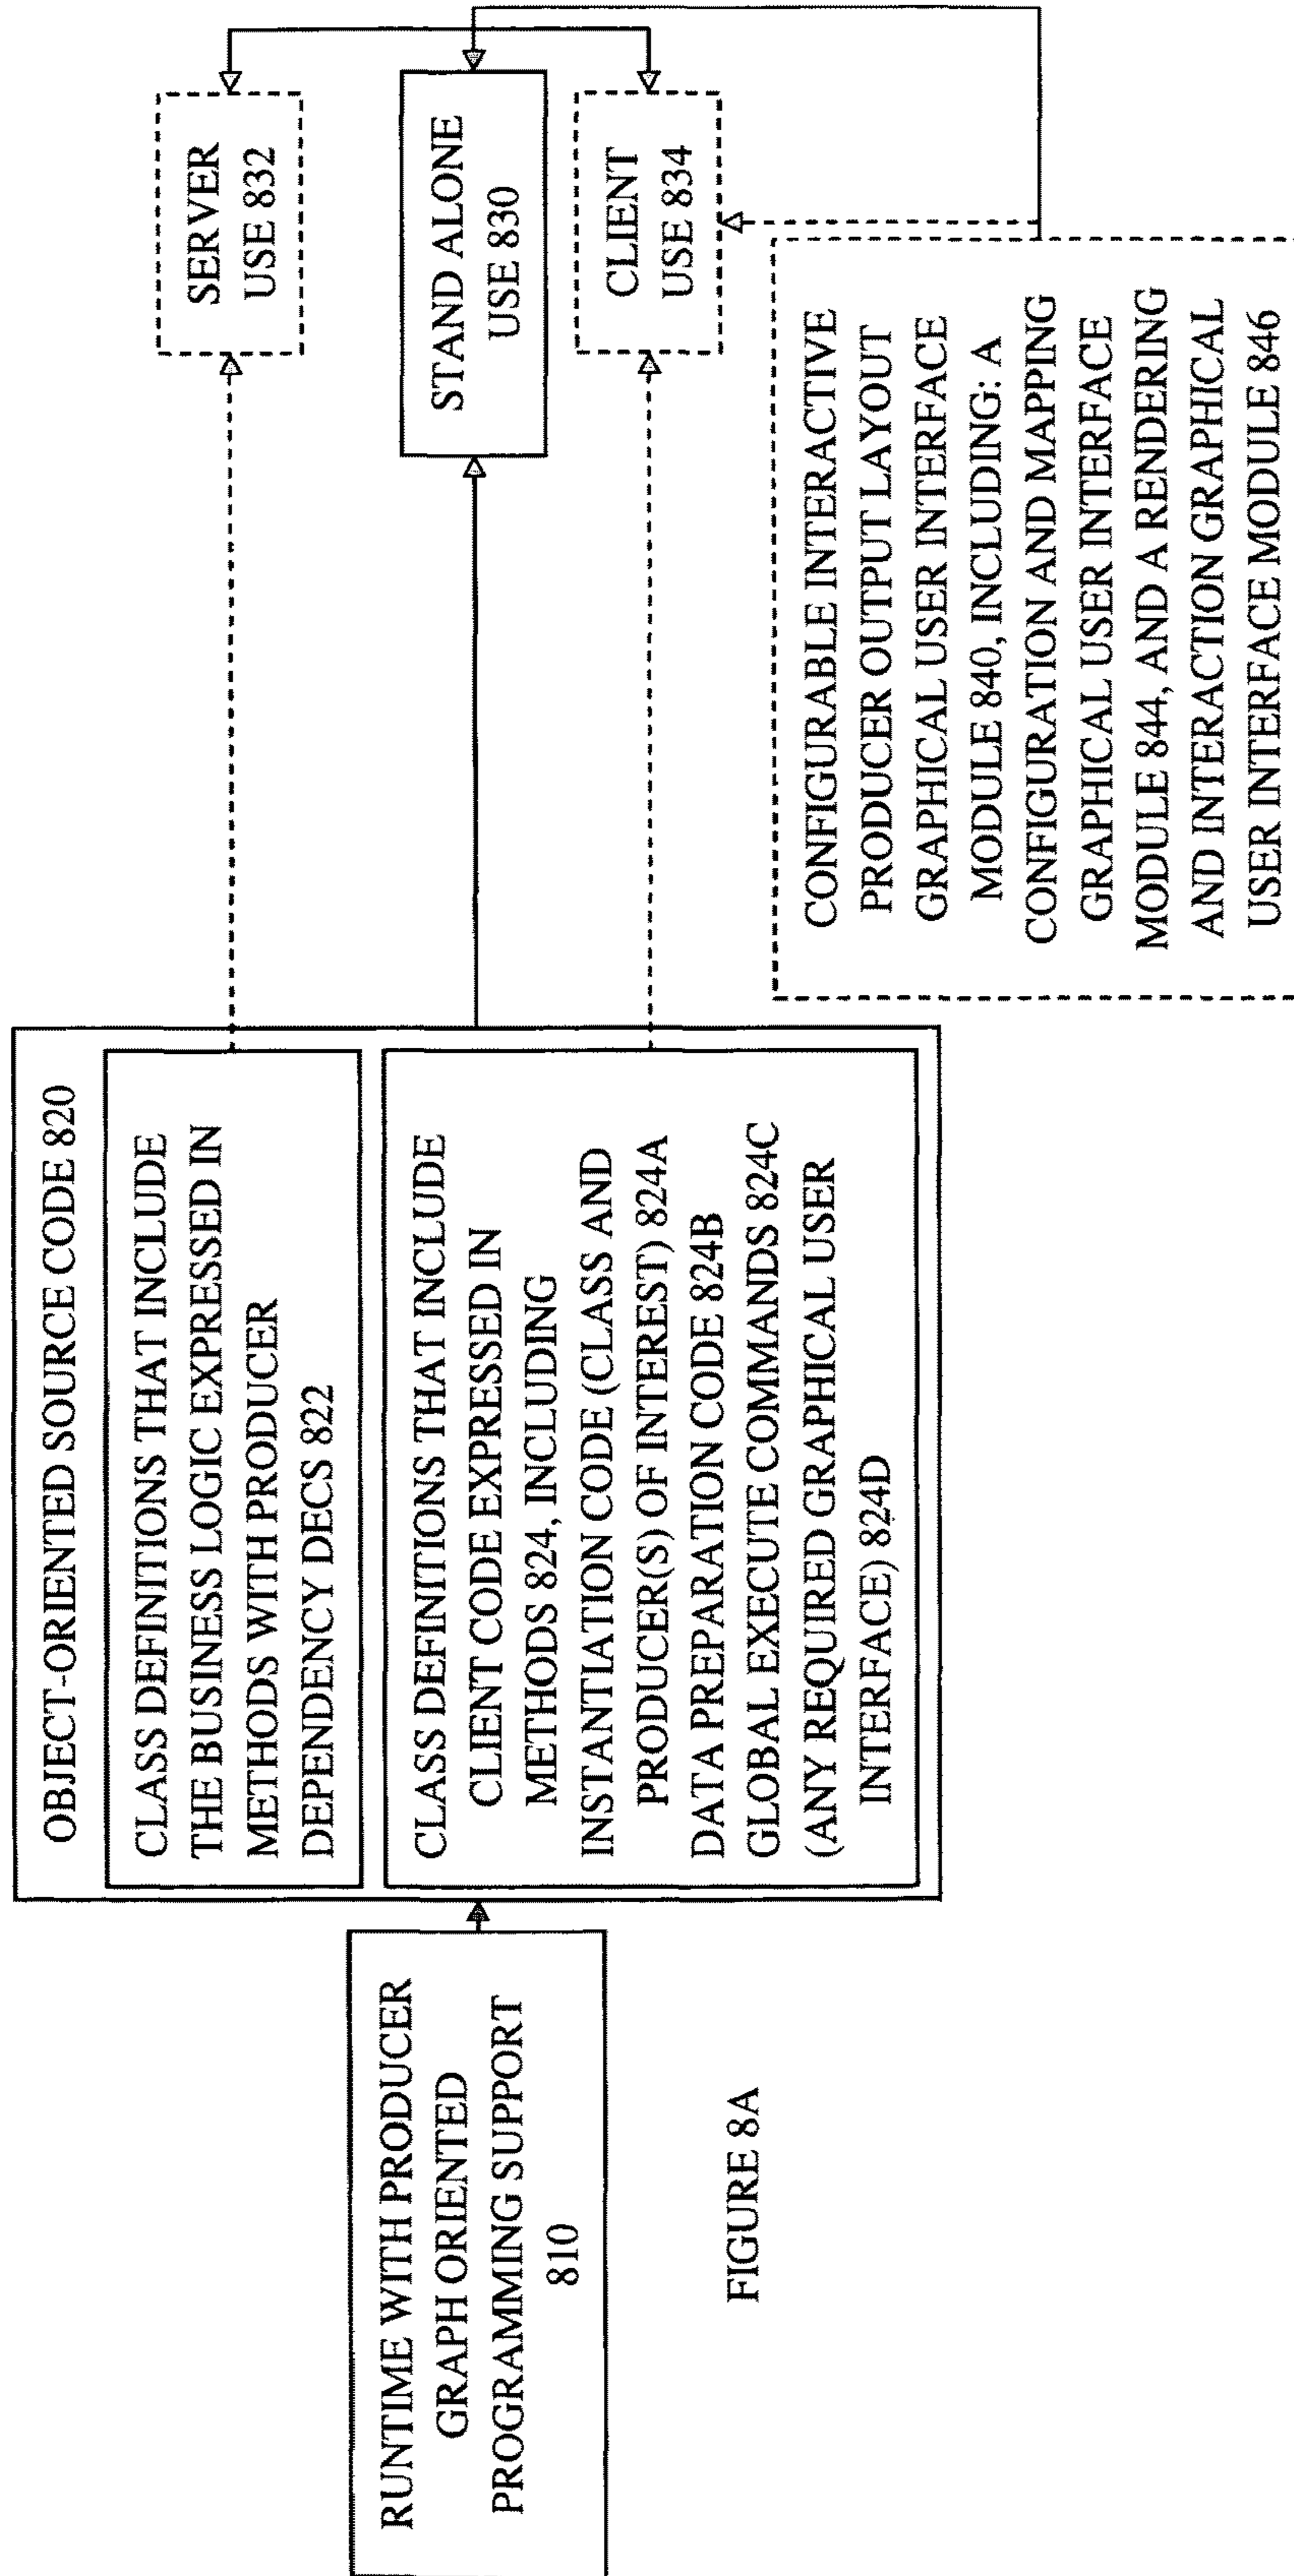 RUNTIME WITH PRODUCER
GRAPH ORIENTED
PROGRAMMING SUPPORT
810
OBJECT-ORIENTED SOURCE CODE 820
CLASS DEFINITIONS THAT INCLUDE
THE BUSINESS LOGIC EXPRESSED IN
METHODS WITH PRODUCER
DEPENDENCY DECS 822
CLASS DEFINITIONS THAT INCLUDE
CLIENT CODE EXPRESSED IN
METHODS 824, INCLUDING
INSTANTIATION CODE (CLASS AND
PRODUCER(S) OF INTEREST) 824A
DATA PREPARATION CODE 824B
GLOBAL EXECUTE COMMANDS 824C
(ANY REQUIRED GRAPHICAL USER
INTERFACE) 824D
SERVER
USE 832
STAND ALONE
USE 830
CLIENT
USE 834
CONFIGURABLE INTERACTIVE
PRODUCER OUTPUT LAYOUT
GRAPHICAL USER INTERFACE
MODULE 840, INCLUDING: A
CONFIGURATION AND MAPPING
GRAPHICAL USER INTERFACE
MODULE 844, AND A RENDERING
AND INTERACTION GRAPHICAL
USER INTERFACE MODULE 846
FIGURE 8A